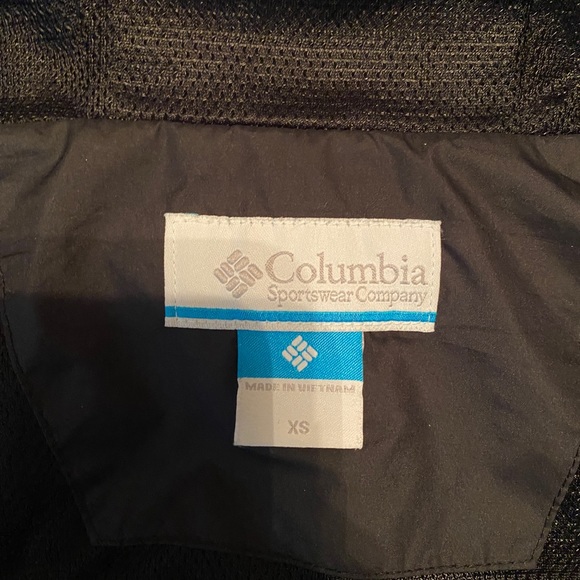 Columbia
Sportswear Company
MADE IN VIETNAM
XS